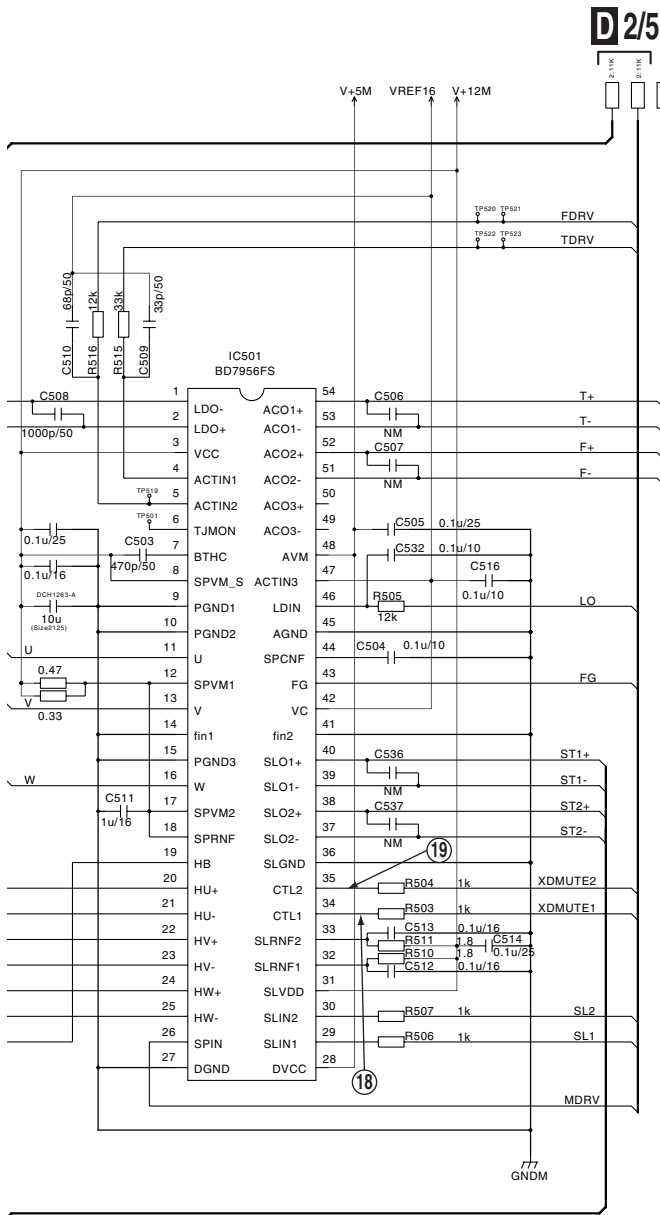 D 2/5
2:11K
2:11K
V+5M
VREF16
V+12M
TP520
TP521
FDRV
TP522
TP523
TDRV
68p/50
12k
33k
33p/50
C510
R516
R515
C509
IC501
BD7956FS
C508
1000p/50
1 LDO-
2 LDO+
3 VCC
4 ACTIN1
TP519
5 ACTIN2
TP501
6 TJMON
0.1u/25
C503
470p/50
7 BTHC
0.1u/16
8 SPVM_S
DCH1263-A
10u
(Size2125)
9 PGND1
10 PGND2
U
11 U
0.47
12 SPVM1
V
0.33
13 V
14 fin1
15 PGND3
W
16 W
C511
1u/16
17 SPVM2
18 SPRNF
19 HB
20 HU+
21 HU-
22 HV+
23 HV-
24 HW+
25 HW-
26 SPIN
27 DGND
54 ACO1+
C506
NM
T+
53 ACO1-
T-
52 ACO2+
C507
NM
F+
51 ACO2-
F-
50 ACO3+
49 ACO3-
C505 0.1u/25
48 AVM
C532 0.1u/10
47 ACTIN3
C516
0.1u/10
46 LDIN
R505
12k
LO
45 AGND
44 SPCNF
C504 0.1u/10
43 FG
FG
42 VC
41 fin2
40 SLO1+
C536
NM
ST1+
39 SLO1-
ST1-
38 SLO2+
C537
NM
ST2+
37 SLO2-
ST2-
36 SLGND
19
35 CTL2
R504 1k
XDMUTE2
34 CTL1
R503 1k
XDMUTE1
33 SLRNF2
C513 0.1u/16
R511 1.8
C514
0.1u/25
32 SLRNF1
R510 1.8
C512 0.1u/16
31 SLVDD
30 SLIN2
R507 1k
SL2
29 SLIN1
R506 1k
SL1
28 DVCC
18
MDRV
GNDM